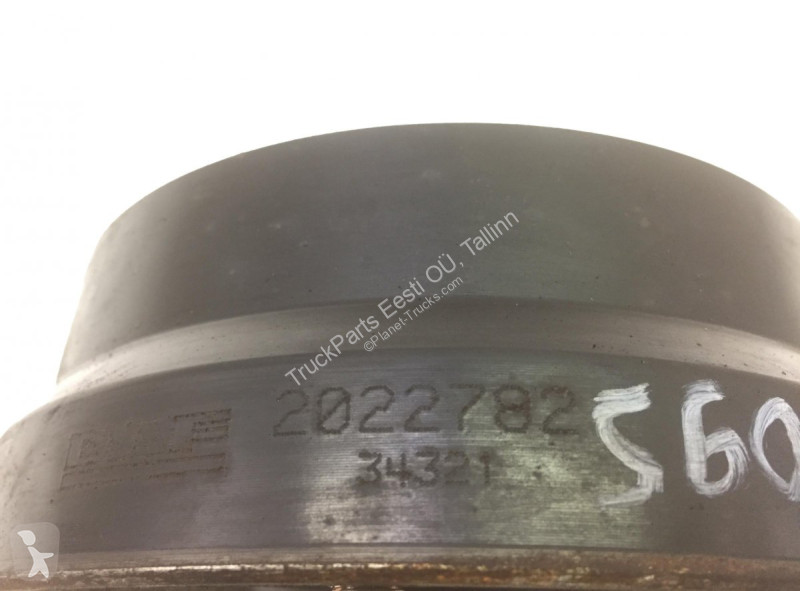 TruckParts Eesti OÜ, Tallinn
©Planet-Trucks.com
2022782
34321